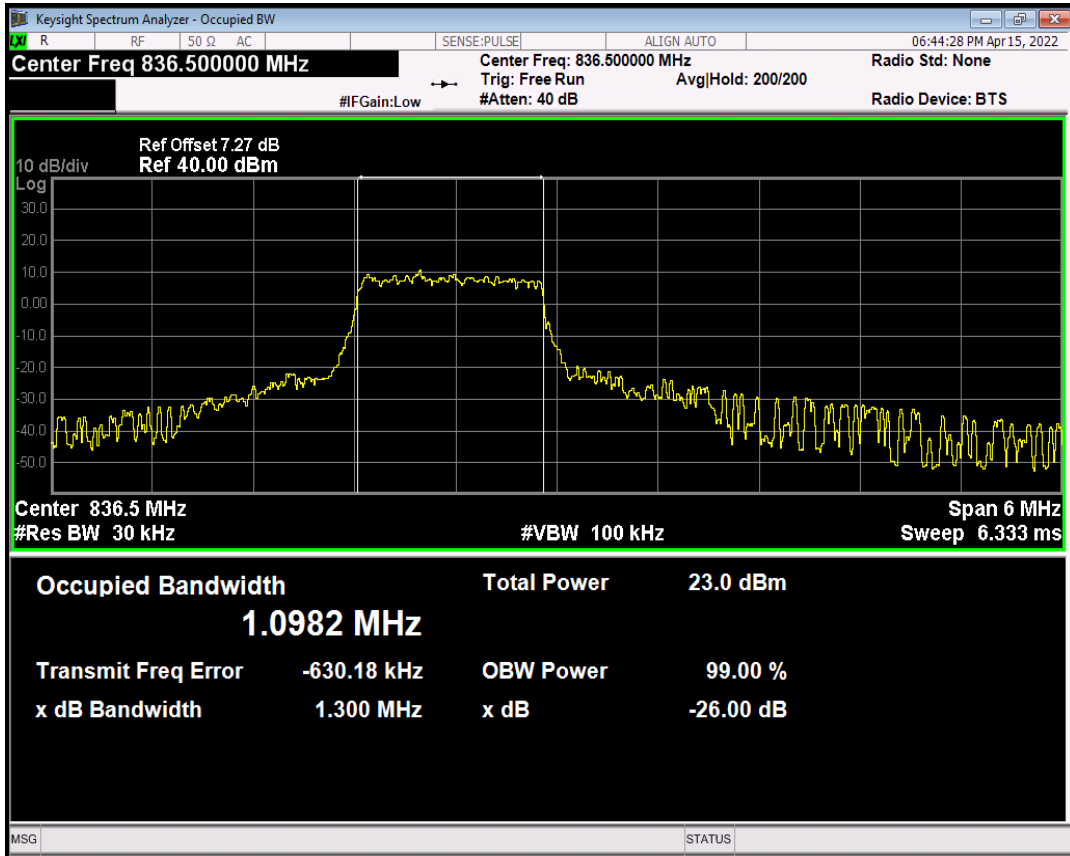 Keysight Spectrum Analyzer - Occupied BW
LXI R RF 50 Ω AC SENSE:PULSE ALIGN AUTO 06:44:28 PM Apr 15, 2022
Center Freq 836.500000 MHz Center Freq: 836.500000 MHz Radio Std: None
Trig: Free Run Avg|Hold: 200/200
#IFGain:Low #Atten: 40 dB Radio Device: BTS
Ref Offset 7.27 dB
10 dB/div Ref 40.00 dBm
Log
30.0
20.0
10.0
0.00
-10.0
-20.0
-30.0
-40.0
-50.0
Center 836.5 MHz Span 6 MHz
#Res BW 30 kHz #VBW 100 kHz Sweep 6.333 ms
Occupied Bandwidth Total Power 23.0 dBm
1.0982 MHz
Transmit Freq Error -630.18 kHz OBW Power 99.00 %
x dB Bandwidth 1.300 MHz x dB -26.00 dB
MSG STATUS